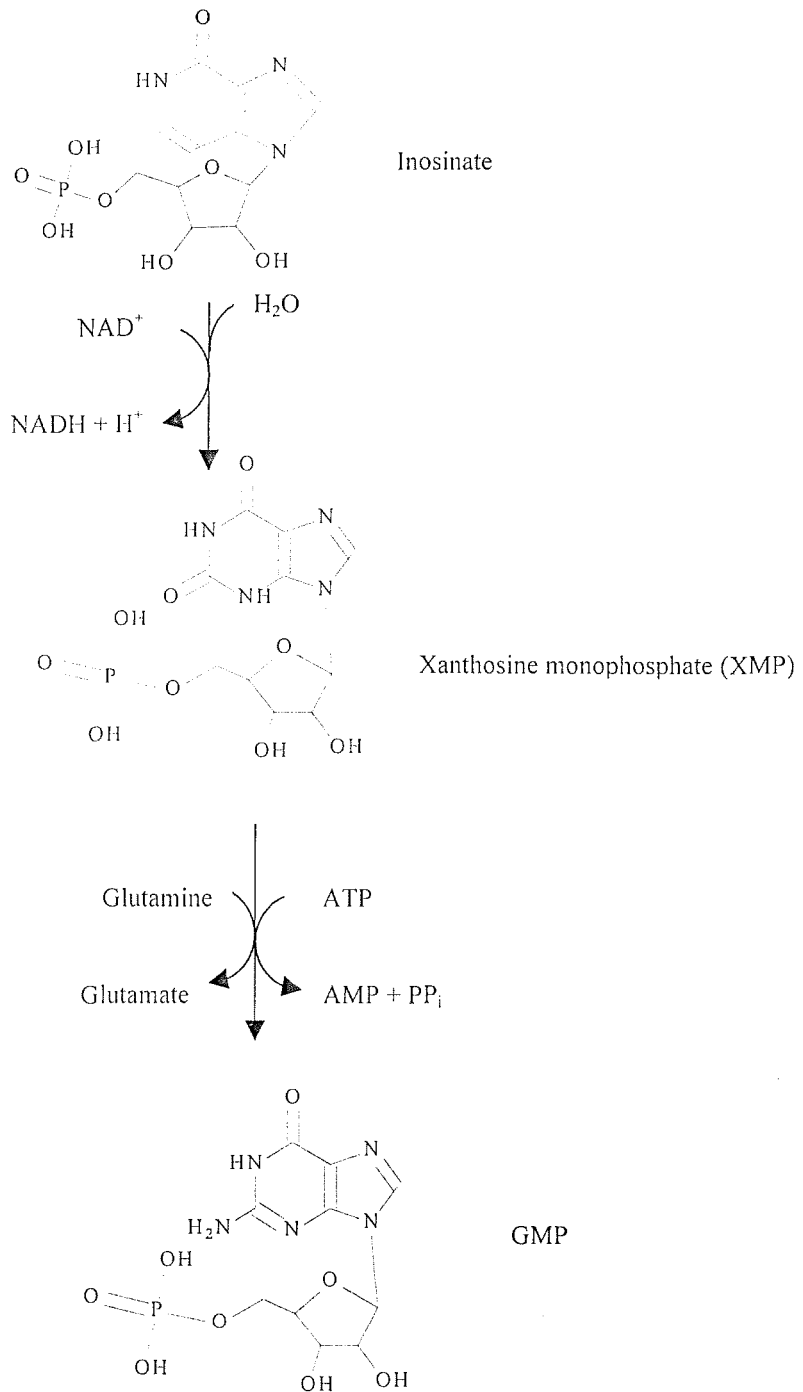 O
N
HN
N
OH
O
O
P
O
OH
HO
OH
Inosinate
NAD⁺
H₂O
NADH + H⁺
O
HN
N
O
NH
N
OH
O
O
P
O
OH
OH
OH
Xanthosine monophosphate (XMP)
Glutamine
ATP
Glutamate
AMP + PPᵢ
O
HN
N
H₂N
N
N
OH
O
O
P
O
OH
OH
OH
GMP